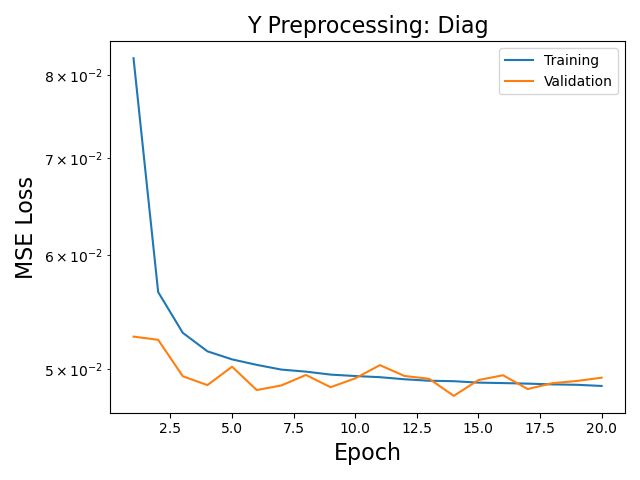 Y Preprocessing: Diag
Training
Validation
8 × 10⁻²
7 × 10⁻²
6 × 10⁻²
5 × 10⁻²
MSE Loss
2.5 5.0 7.5 10.0 12.5 15.0 17.5 20.0
Epoch